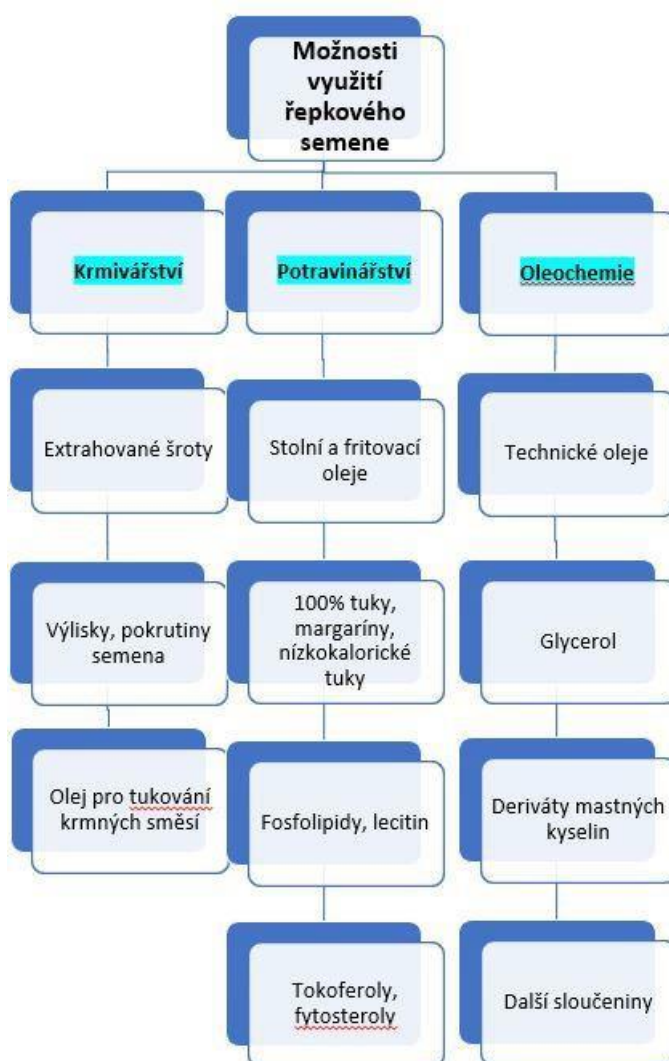 Možnosti
využití
řepkového
semene
Krmivářství
Potravinářství
Oleochemie
Extrahované šroty
Stolní a fritovací
oleje
Technické oleje
Výlisky, pokrutiny
semena
100% tuky,
margaríny,
nízkokalorické
tuky
Glycerol
Olej pro tukování
krmných směsí
Fosfolipidy, lecitin
Deriváty mastných
kyselin
Tokoferoly,
fytosteroly
Další sloučeniny